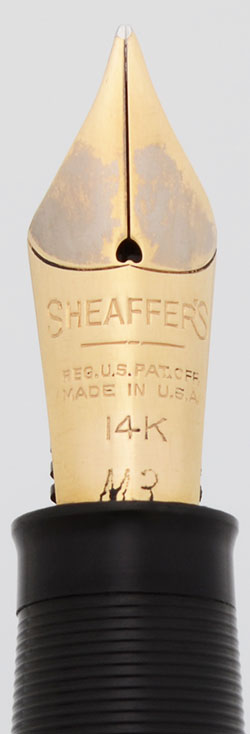 SHEAFFER'S
REG.U.S.PAT.OFF
MADE IN U.S.A
14K
M3